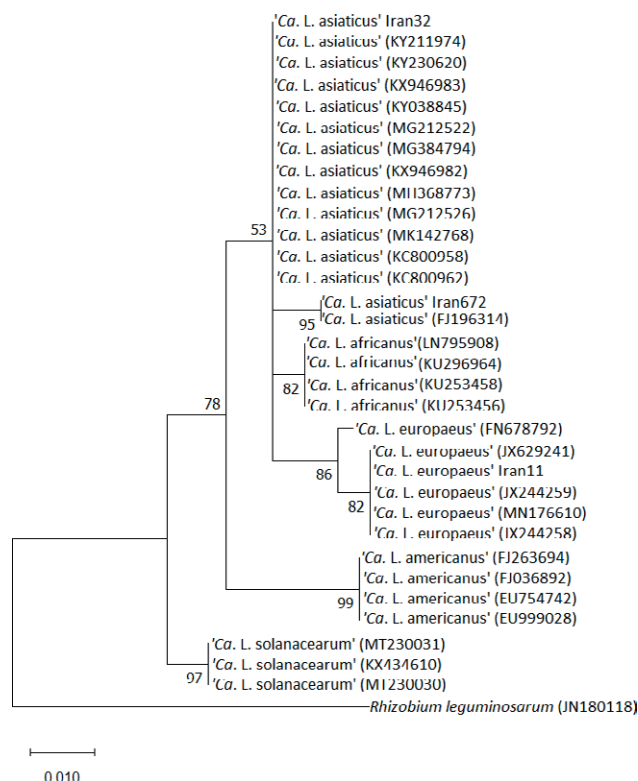 'Ca. L. asiaticus' Iran32
'Ca. L. asiaticus' (KY211974)
'Ca. L. asiaticus' (KY230620)
'Ca. L. asiaticus' (KX946983)
'Ca. L. asiaticus' (KY038845)
'Ca. L. asiaticus' (MG212522)
'Ca. L. asiaticus' (MG384794)
'Ca. L. asiaticus' (KX946982)
'Ca. L. asiaticus' (MH368773)
'Ca. L. asiaticus' (MG212526)
53
'Ca. L. asiaticus' (MK142768)
'Ca. L. asiaticus' (KC800958)
'Ca. L. asiaticus' (KC800962)
'Ca. L. asiaticus' Iran672
95 'Ca. L. asiaticus' (FJ196314)
'Ca. L. africanus'(LN795908)
'Ca. L. africanus' (KU296964)
82 'Ca. L. africanus' (KU253458)
78 'Ca. L. africanus' (KU253456)
'Ca. L. europaeus' (FN678792)
'Ca. L. europaeus' (JX629241)
86 'Ca. L. europaeus' Iran11
'Ca. L. europaeus' (JX244259)
82 'Ca. L. europaeus' (MN176610)
'Ca. L. europaeus' (JX244258)
'Ca. L. americanus' (FJ263694)
'Ca. L. americanus' (FJ036892)
99 'Ca. L. americanus' (EU754742)
'Ca. L. americanus' (EU999028)
'Ca. L. solanacearum' (MT230031)
'Ca. L. solanacearum' (KX434610)
97 'Ca. L. solanacearum' (MT230030)
Rhizobium leguminosarum (JN180118)
0.010